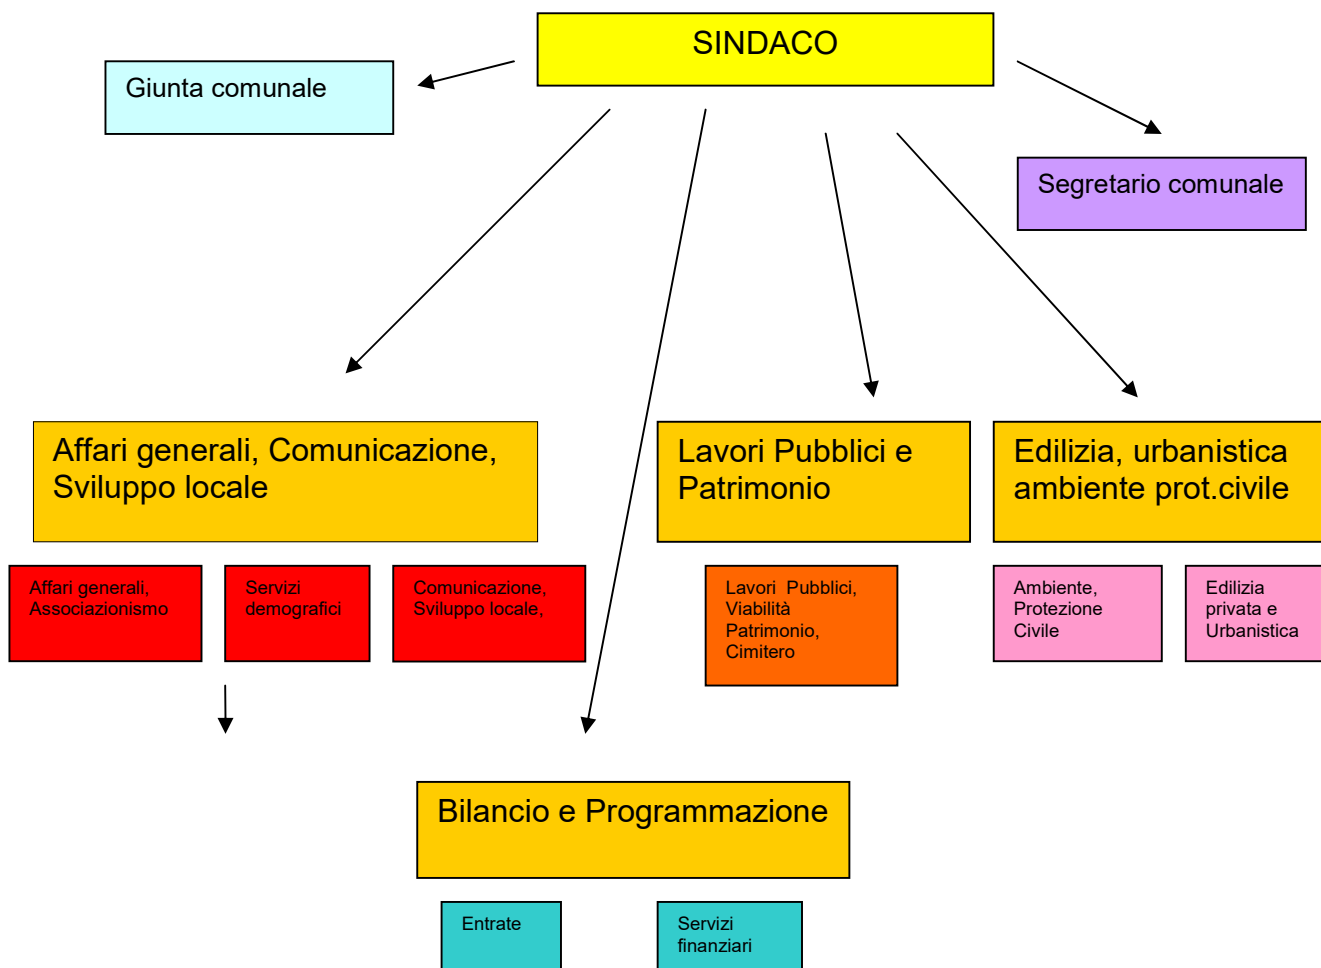 SINDACO
Giunta comunale
Segretario comunale
Affari generali, Comunicazione,
Sviluppo locale
Lavori Pubblici e
Patrimonio
Edilizia, urbanistica
ambiente prot.civile
Affari generali,
Associazionismo
Servizi
demografici
Comunicazione,
Sviluppo locale,
Lavori  Pubblici,
Viabilità
Patrimonio,
Cimitero
Ambiente,
Protezione
Civile
Edilizia
privata e
Urbanistica
Bilancio e Programmazione
Entrate
Servizi
finanziari